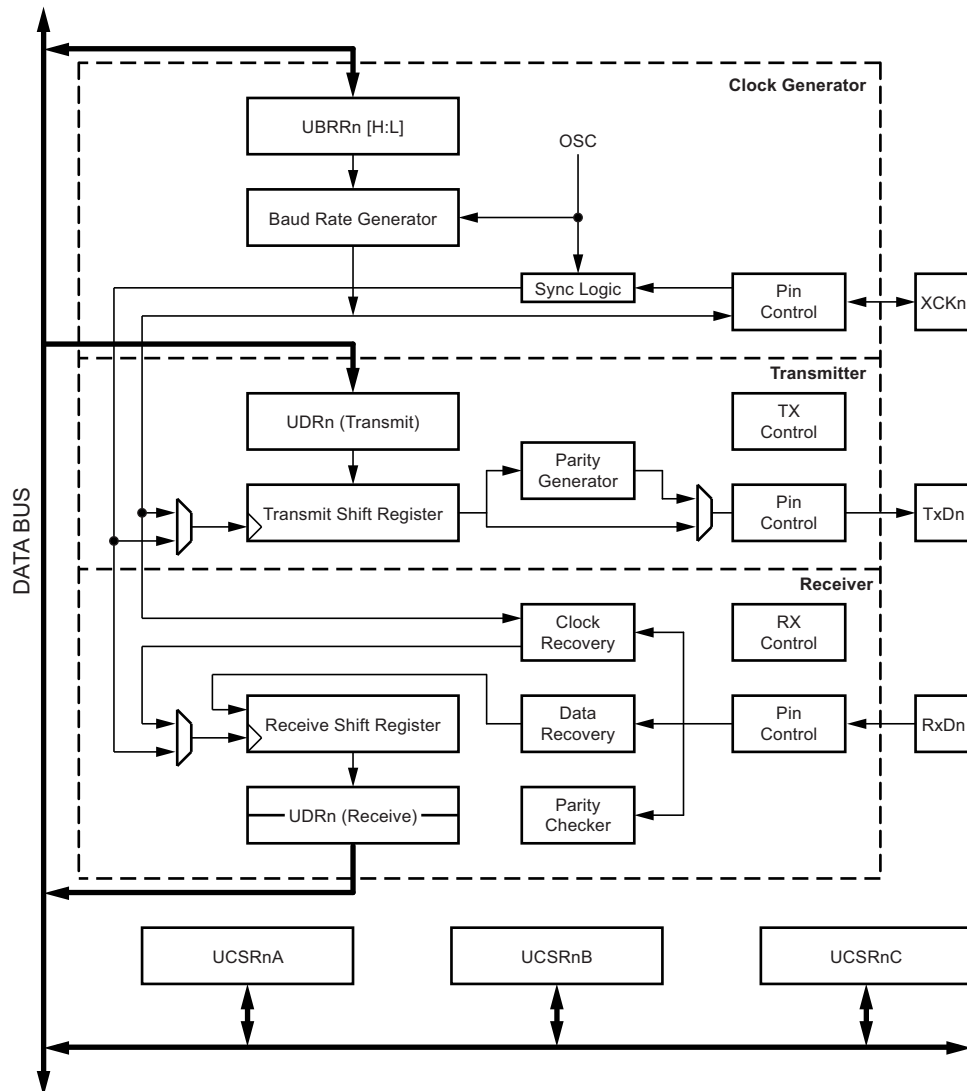 Clock Generator
UBRRn [H:L]
OSC
Baud Rate Generator
Sync Logic
Pin
Control
XCKn
Transmitter
UDRn (Transmit)
TX
Control
Parity
Generator
Transmit Shift Register
Pin
Control
TxDn
DATA BUS
Receiver
Clock
Recovery
RX
Control
Receive Shift Register
Data
Recovery
Pin
Control
RxDn
UDRn (Receive)
Parity
Checker
UCSRnA
UCSRnB
UCSRnC